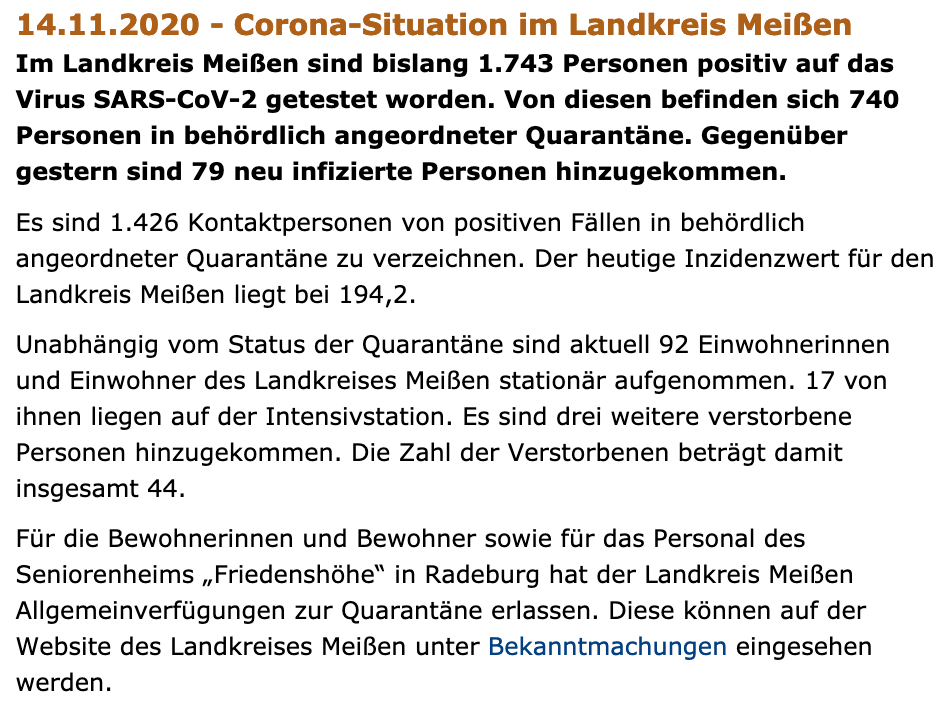 14.11.2020 - Corona-Situation im Landkreis Meißen
Im Landkreis Meißen sind bislang 1.743 Personen positiv auf das
Virus SARS-CoV-2 getestet worden. Von diesen befinden sich 740
Personen in behördlich angeordneter Quarantäne. Gegenüber
gestern sind 79 neu infizierte Personen hinzugekommen.
Es sind 1.426 Kontaktpersonen von positiven Fällen in behördlich
angeordneter Quarantäne zu verzeichnen. Der heutige Inzidenzwert für den
Landkreis Meißen liegt bei 194,2.
Unabhängig vom Status der Quarantäne sind aktuell 92 Einwohnerinnen
und Einwohner des Landkreises Meißen stationär aufgenommen. 17 von
ihnen liegen auf der Intensivstation. Es sind drei weitere verstorbene
Personen hinzugekommen. Die Zahl der Verstorbenen beträgt damit
insgesamt 44.
Für die Bewohnerinnen und Bewohner sowie für das Personal des
Seniorenheims „Friedenshöhe“ in Radeburg hat der Landkreis Meißen
Allgemeinverfügungen zur Quarantäne erlassen. Diese können auf der
Website des Landkreises Meißen unter Bekanntmachungen eingesehen
werden.